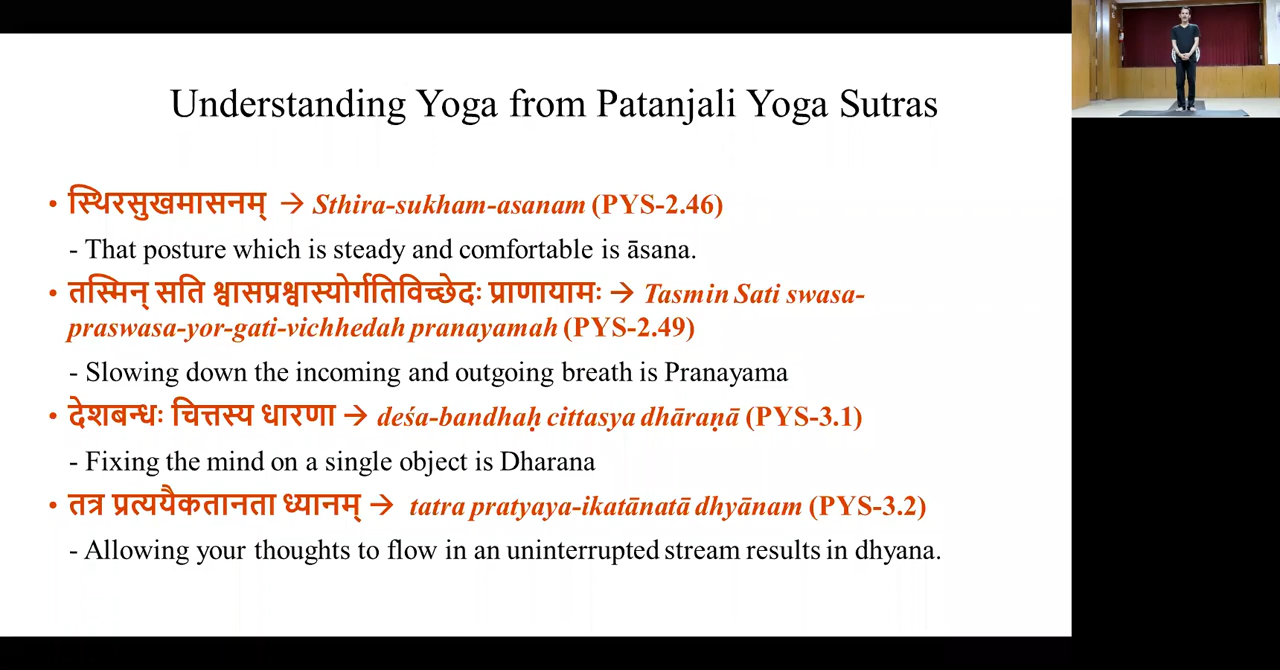 Understanding Yoga from Patanjali Yoga Sutras
• स्थिरसुखमासनम् → Sthira-sukham-asanam (PYS-2.46)
- That posture which is steady and comfortable is āsana.
• तस्मिन् सति श्वासप्रश्वास्योर्गतिविच्छेदः प्राणायामः → Tasmin Sati swasa-
praswasa-yor-gati-vichhedah pranayamah (PYS-2.49)
- Slowing down the incoming and outgoing breath is Pranayama
• देशबन्धः चित्तस्य धारणा → deśa-bandhaḥ cittasya dhāraṇā (PYS-3.1)
- Fixing the mind on a single object is Dharana
• तत्र प्रत्ययैकतानता ध्यानम् → tatra pratyaya-ikatānatā dhyānam (PYS-3.2)
- Allowing your thoughts to flow in an uninterrupted stream results in dhyana.